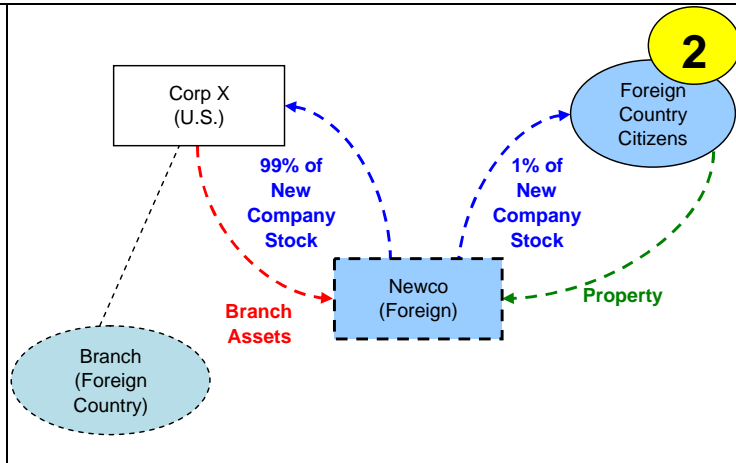 2
Corp X
(U.S.)
Foreign
Country
Citizens
99% of
New
Company
Stock
1% of
New
Company
Stock
Newco
(Foreign)
Branch
Assets
Property
Branch
(Foreign
Country)